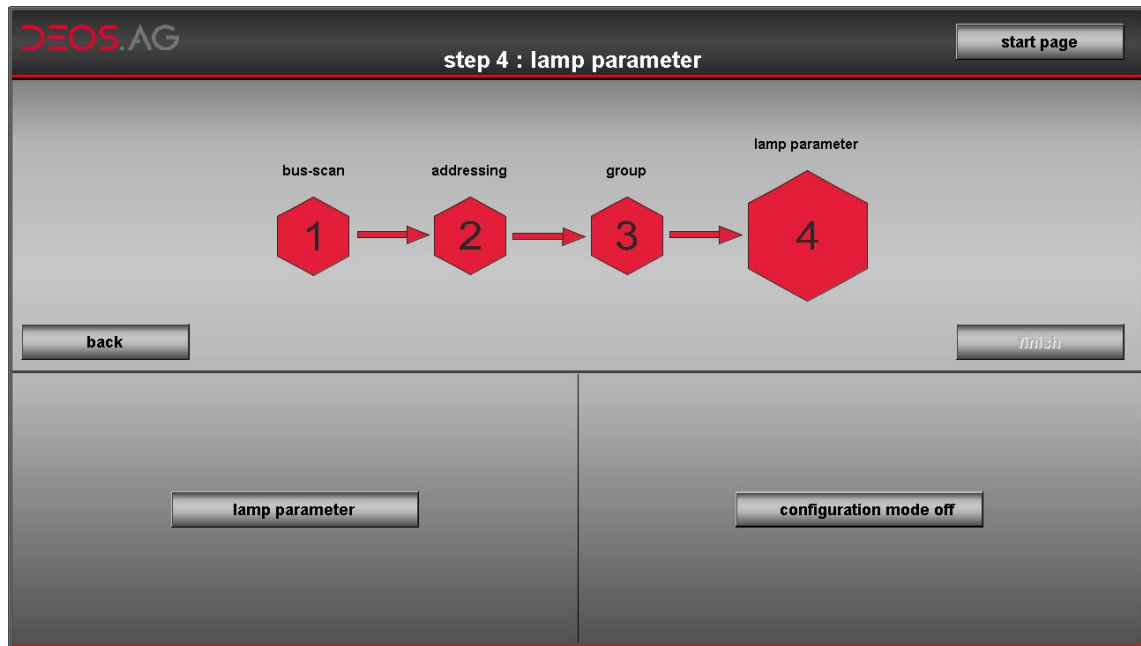 DEOS.AG
start page
step 4 : lamp parameter
lamp parameter
bus-scan
addressing
group
1
2
3
4
back
finish
lamp parameter
configuration mode off